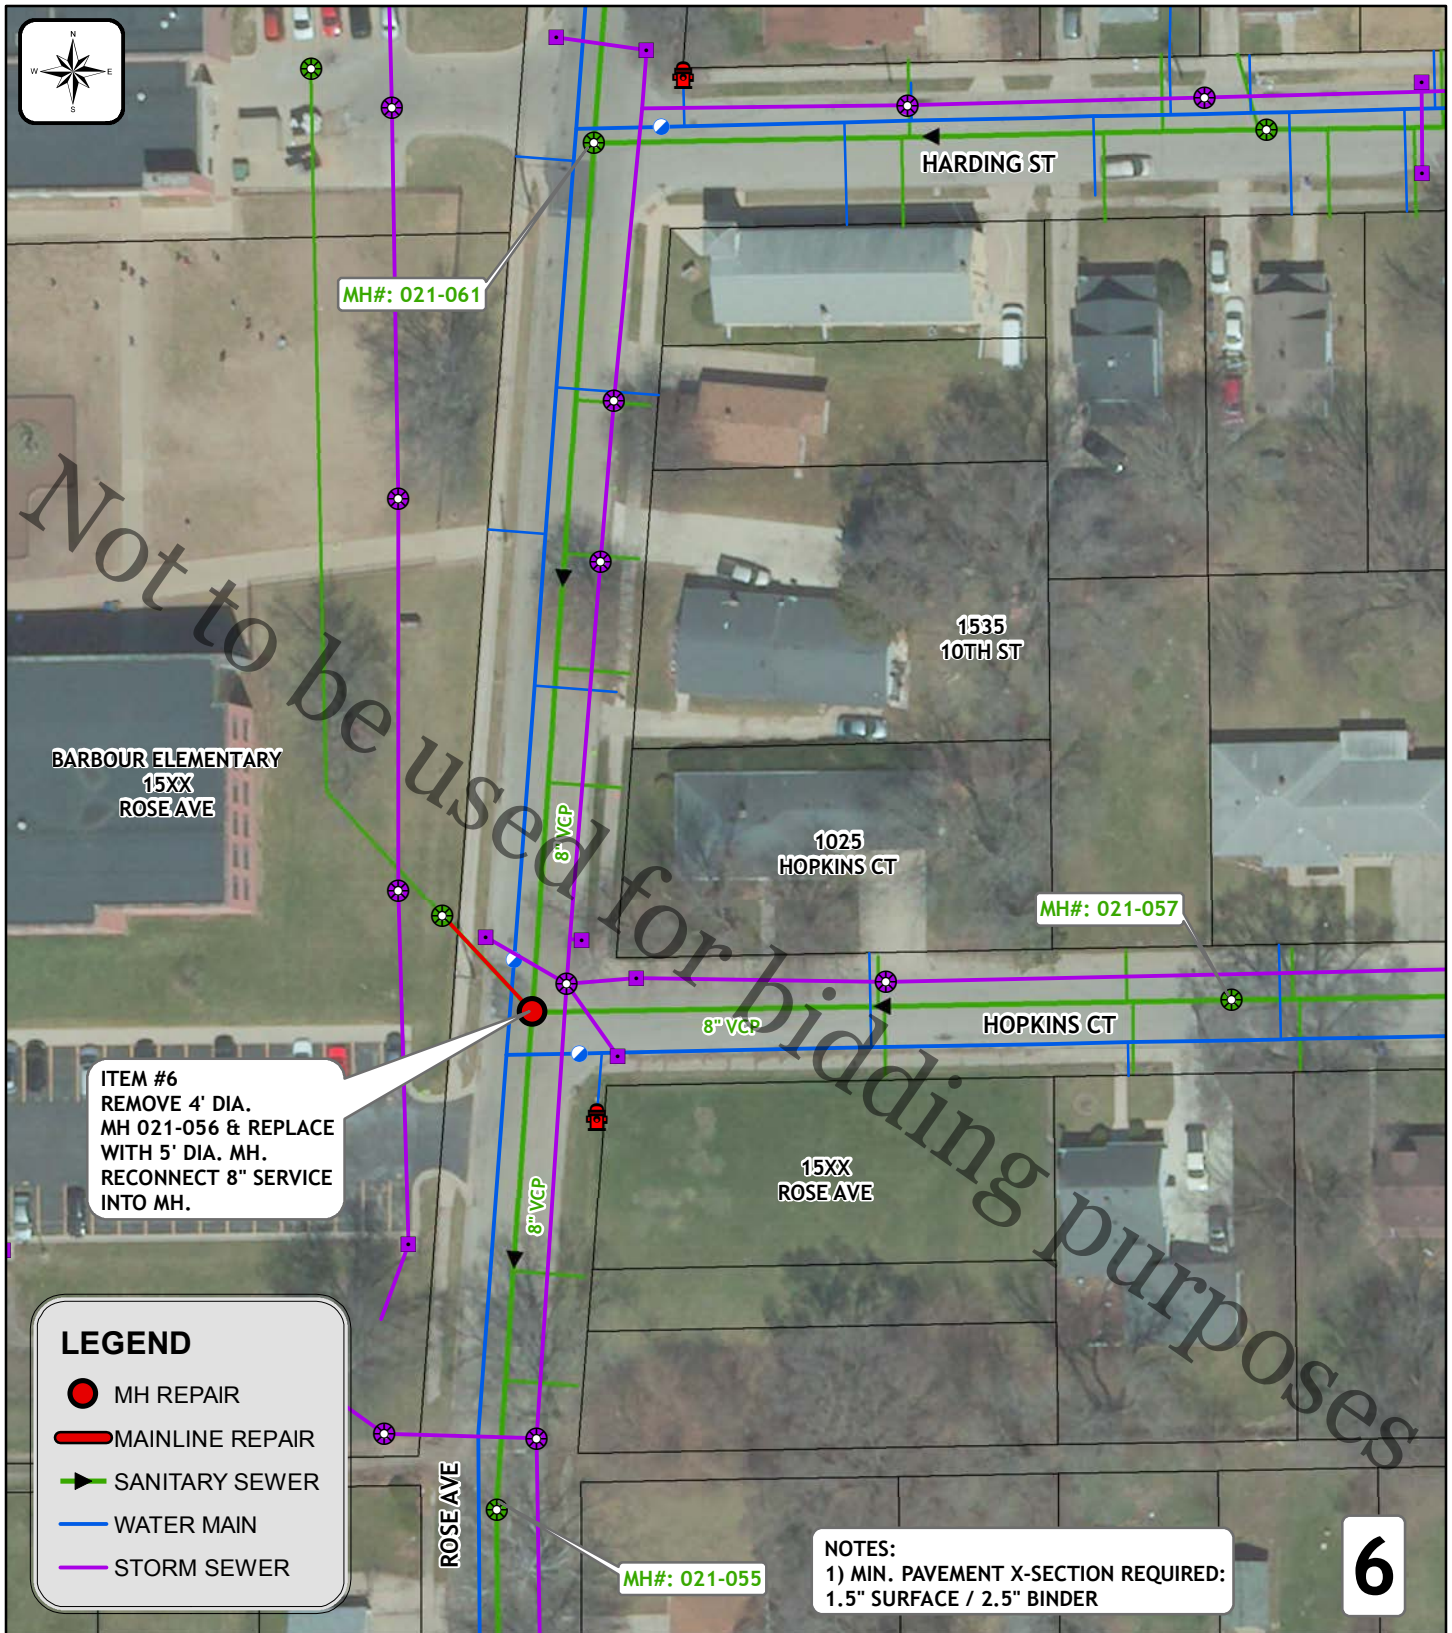 N
W
E
S
HARDING ST
MH#: 021-061
1535
10TH ST
BARBOUR ELEMENTARY
15XX
ROSE AVE
8" VCP
1025
HOPKINS CT
MH#: 021-057
8" VCP
HOPKINS CT
ITEM #6
REMOVE 4' DIA.
MH 021-056 & REPLACE
WITH 5' DIA. MH.
RECONNECT 8" SERVICE
INTO MH.
15XX
ROSE AVE
8" VCP
Not to be used for bidding purposes
LEGEND
MH REPAIR
MAINLINE REPAIR
SANITARY SEWER
WATER MAIN
STORM SEWER
ROSE AVE
MH#: 021-055
NOTES:
1) MIN. PAVEMENT X-SECTION REQUIRED:
1.5" SURFACE / 2.5" BINDER
6